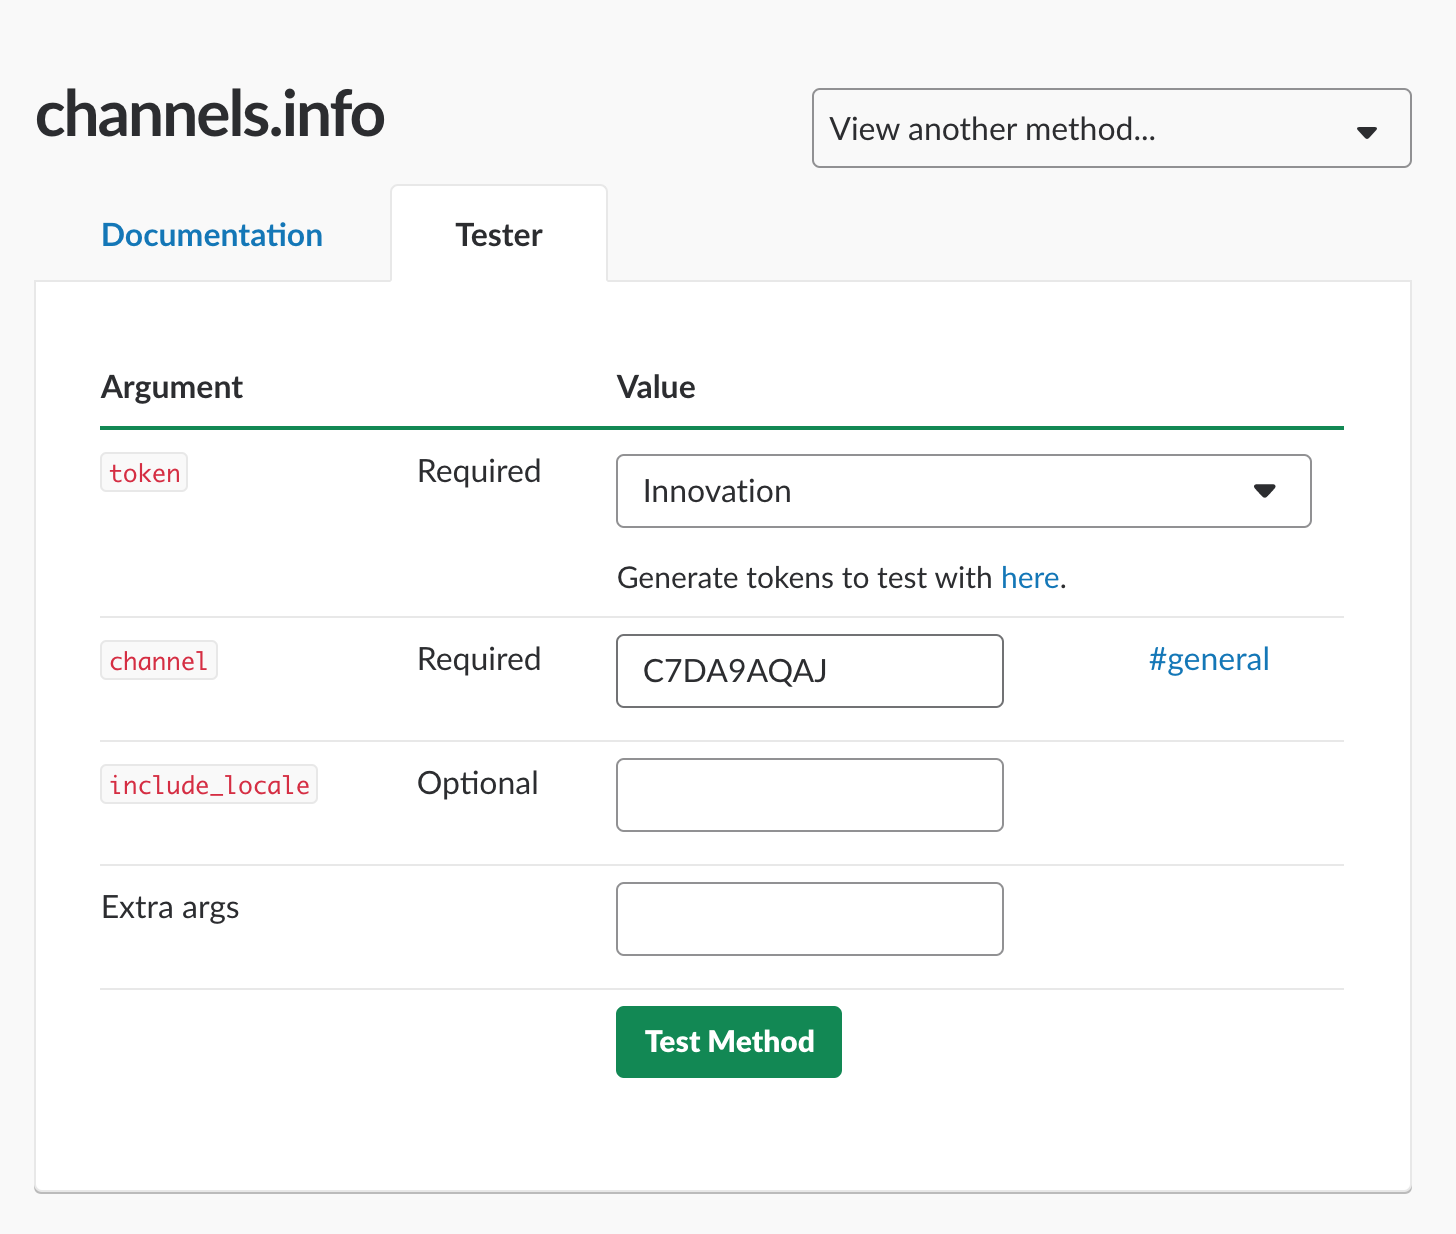 channels.info
View another method...
Documentation
Tester
Argument
Value
token
Required
Innovation
Generate tokens to test with here.
channel
Required
C7DA9AQAJ
#general
include_locale
Optional
Extra args
Test Method